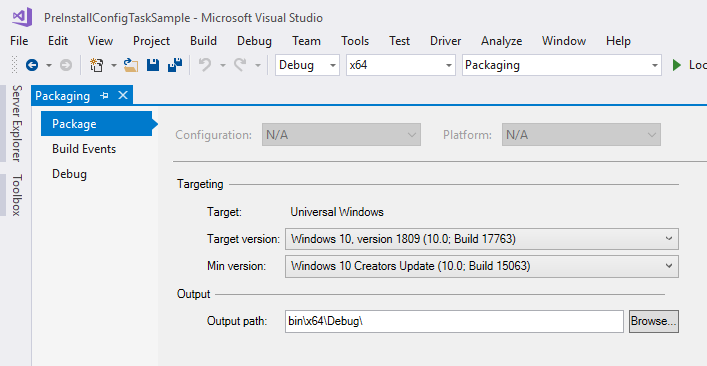 PreInstallConfigTaskSample - Microsoft Visual Studio
File Edit View Project Build Debug Team Tools Test Driver Analyze Window Help
Debug x64 Packaging Loc
Server Explorer
Toolbox
Packaging
Package
Build Events
Debug
Configuration: N/A Platform: N/A
Targeting
Target: Universal Windows
Target version: Windows 10, version 1809 (10.0; Build 17763)
Min version: Windows 10 Creators Update (10.0; Build 15063)
Output
Output path: bin\x64\Debug\ Browse...